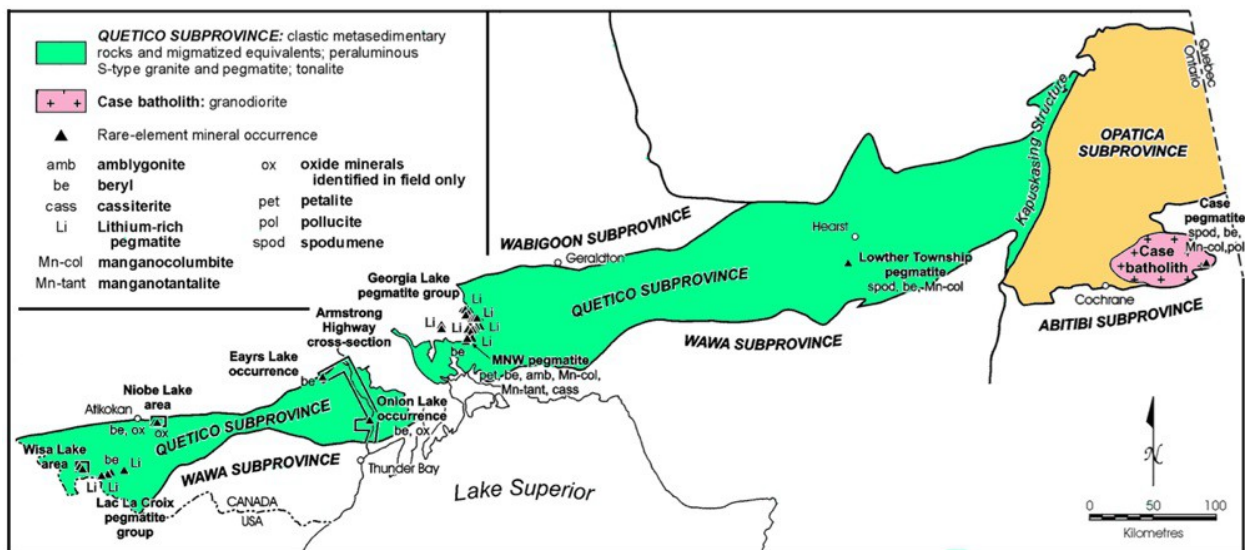 QUETICO SUBPROVINCE: clastic metasedimentary
rocks and migmatized equivalents; peraluminous
S-type granite and pegmatite; tonalite
Case batholith: granodiorite
Rare-element mineral occurrence
amb amblygonite
be beryl
cass cassiterite
Li Lithium-rich
pegmatite
Mn-col manganocolumbite
Mn-tant manganotantalite
ox oxide minerals
identified in field only
pet petalite
pol pollucite
spod spodumene
Quebec
Ontario
Kapuskasing Structure
OPATICA
SUBPROVINCE
Case
pegmatite
spod, be,
Mn-col,pol
Case
batholith
Cochrane
ABITIBI SUBPROVINCE
WABIGOON SUBPROVINCE
Geraldton
Hearst
Lowther Township
pegmatite
spod, be, Mn-col
QUETICO SUBPROVINCE
WAWA SUBPROVINCE
Georgia Lake
pegmatite group
Li
Li
Li
Li
Li
Li
be
MNW pegmatite
pet, be, amb, Mn-col,
Mn-tant, cass
Armstrong
Highway
cross-section
Eayrs Lake
occurrence
be
Niobe Lake
area
Atikokan
be, ox
ox
QUETICO SUBPROVINCE
Onion Lake
occurrence
be, ox
Wisa Lake
area
be
Li
Li
Li
Lac La Croix
pegmatite
group
WAWA SUBPROVINCE
Thunder Bay
CANADA
USA
Lake Superior
N
0 50 100
Kilometres